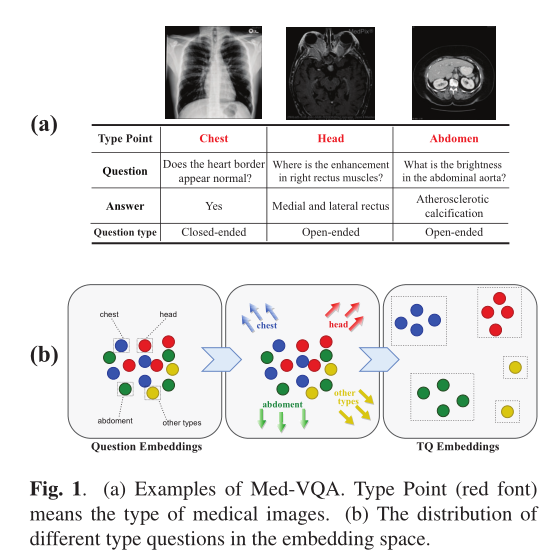 MedPix®
(a)
Type Point Chest Head Abdomen
Question Does the heart border appear normal? Where is the enhancement in right rectus muscles? What is the brightness in the abdominal aorta?
Answer Yes Medial and lateral rectus Atherosclerotic calcification
Question type Closed-ended Open-ended Open-ended
(b)
chest head
abdoment other types
Question Embeddings
chest head
abdoment other types
TQ Embeddings
Fig. 1. (a) Examples of Med-VQA. Type Point (red font)
means the type of medical images. (b) The distribution of
different type questions in the embedding space.